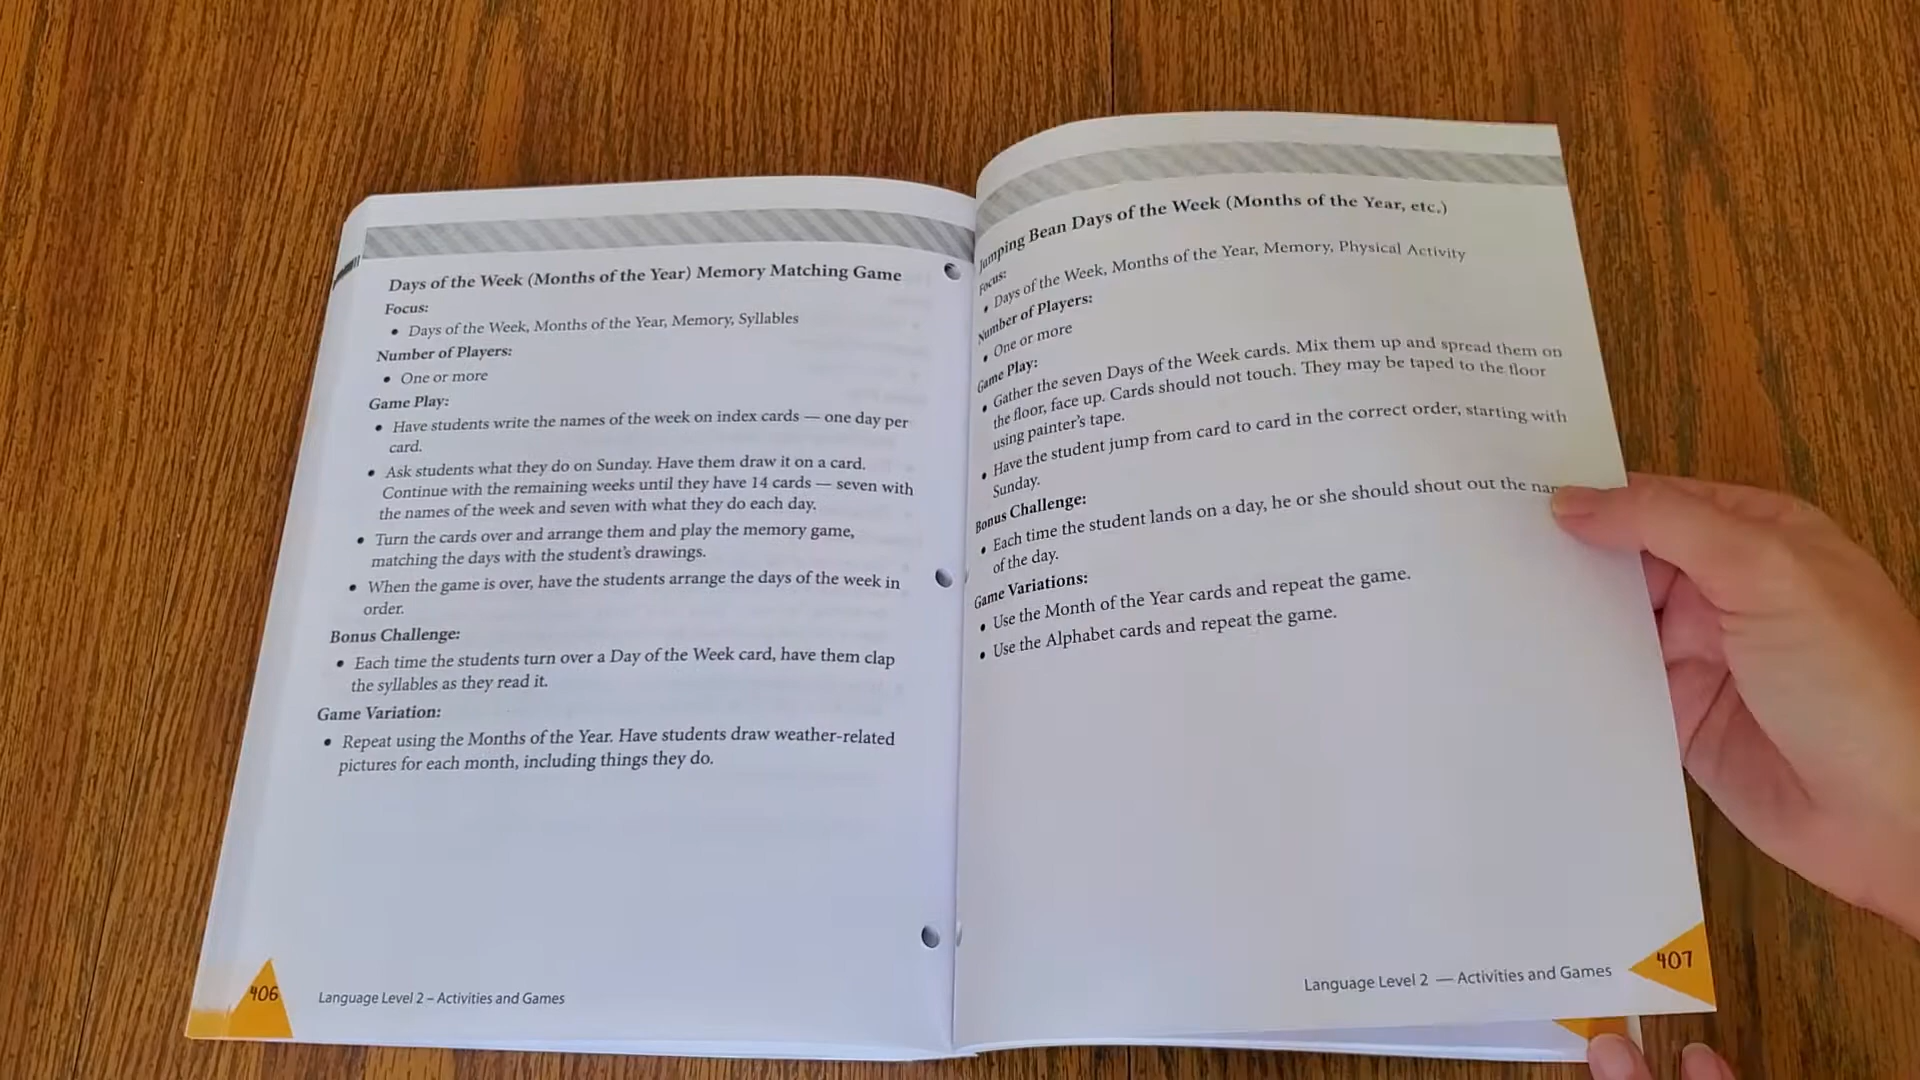 Days of the Week (Months of the Year) Memory Matching Game
Focus:
• Days of the Week, Months of the Year, Memory, Syllables
Number of Players:
• One or more
Game Play:
• Have students write the names of the week on index cards — one day per
card.
• Ask students what they do on Sunday. Have them draw it on a card.
Continue with the remaining weeks until they have 14 cards — seven with
the names of the week and seven with what they do each day.
• Turn the cards over and arrange them and play the memory game,
matching the days with the student's drawings.
• When the game is over, have the students arrange the days of the week in
order.
Bonus Challenge:
• Each time the students turn over a Day of the Week card, have them clap
the syllables as they read it.
Game Variation:
• Repeat using the Months of the Year. Have students draw weather-related
pictures for each month, including things they do.
406
Language Level 2 – Activities and Games
Jumping Bean Days of the Week (Months of the Year, etc.)
Focus:
• Days of the Week, Months of the Year, Memory, Physical Activity
Number of Players:
• One or more
Game Play:
• Gather the seven Days of the Week cards. Mix them up and spread them on
the floor, face up. Cards should not touch. They may be taped to the floor
using painter's tape.
• Have the student jump from card to card in the correct order, starting with
Sunday.
Bonus Challenge:
• Each time the student lands on a day, he or she should shout out the
of the day.
Game Variations:
• Use the Month of the Year cards and repeat the game.
• Use the Alphabet cards and repeat the game.
Language Level 2 — Activities and Games
407